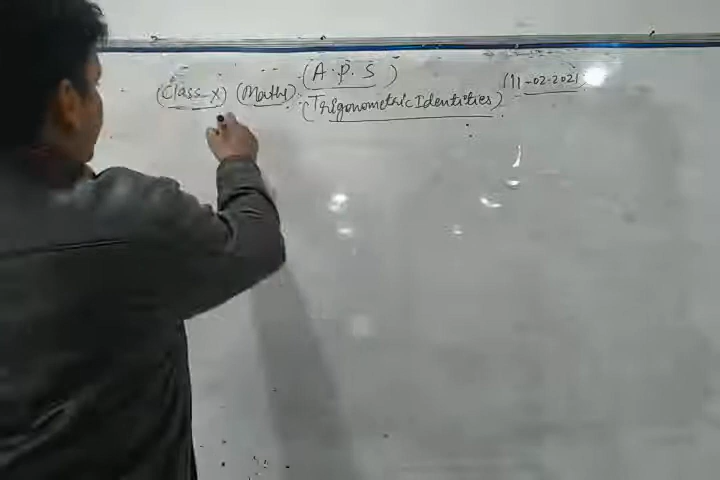 (A.P.S)
(Class-X) (Maths) (11-02-2021
(Trigonometric Identities)